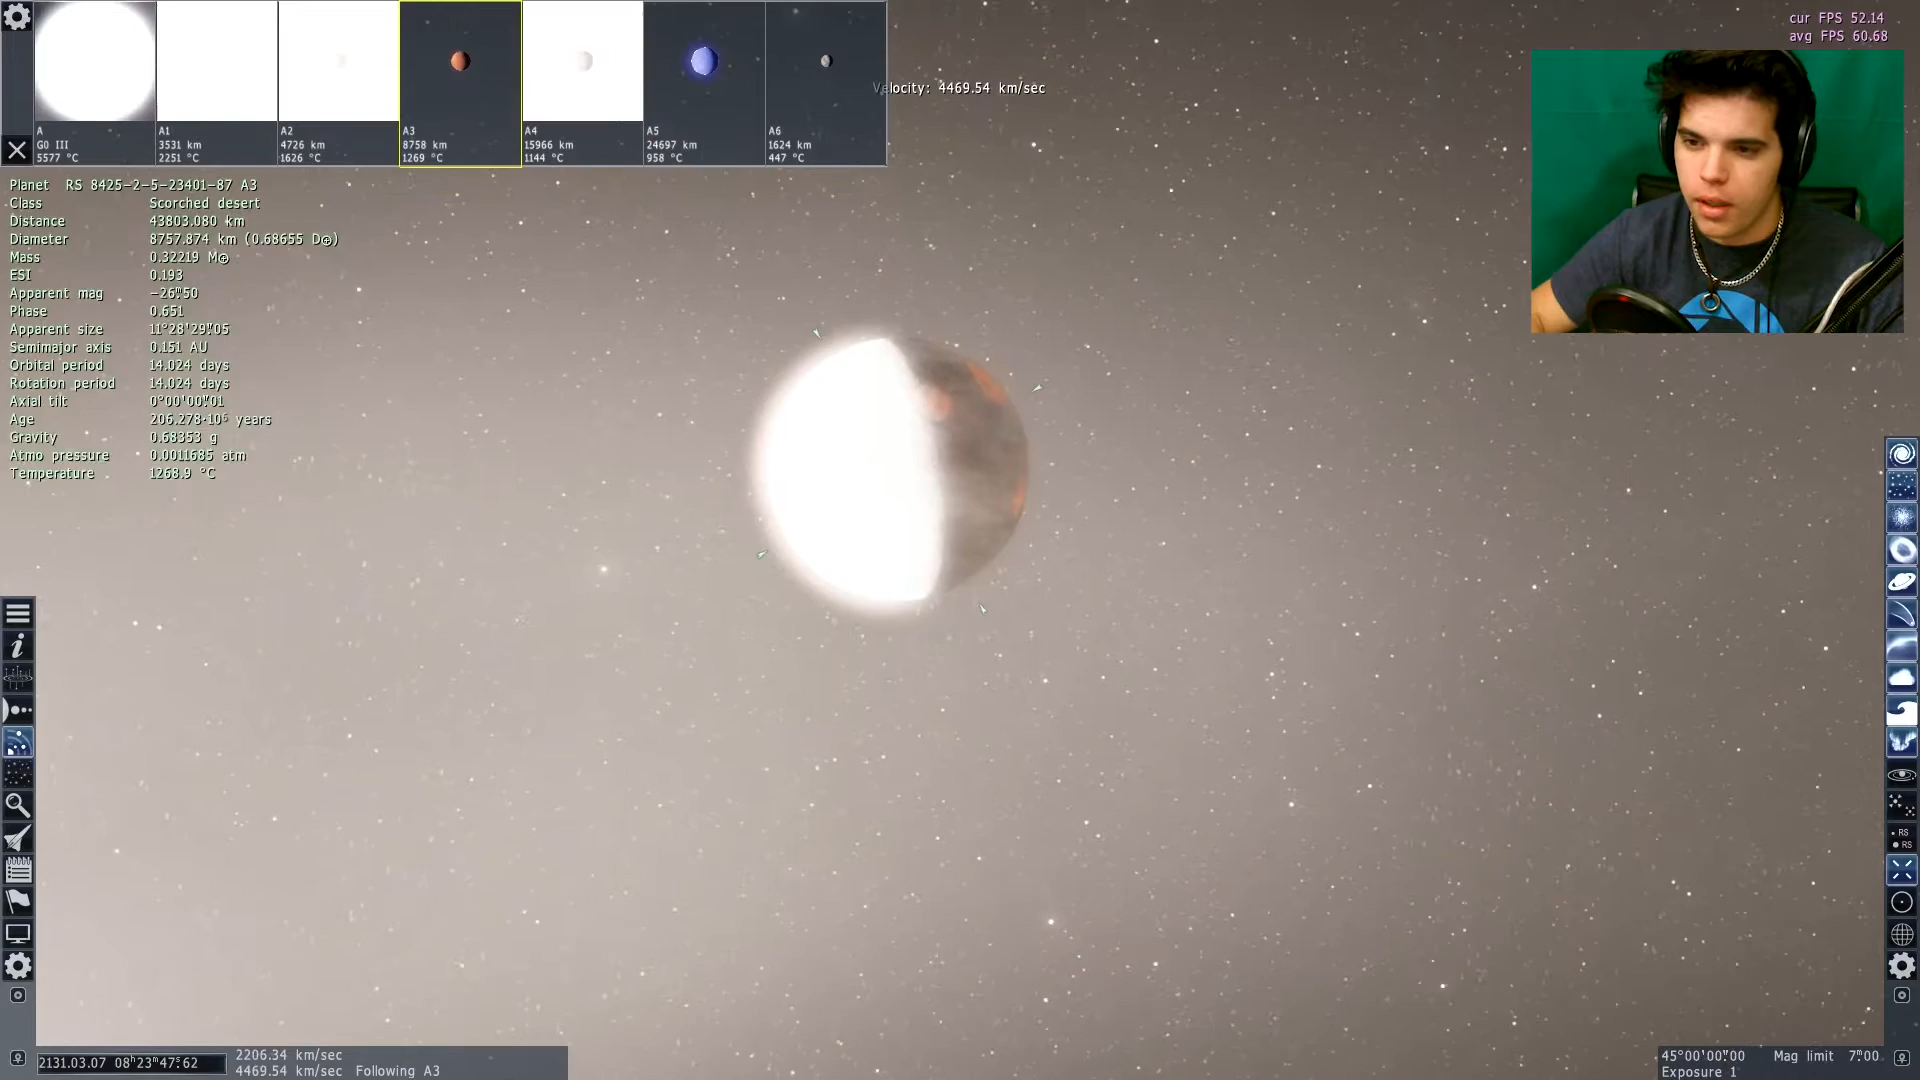 cur FPS 52.14
avg FPS 60.68
Velocity: 4469.54 km/sec
A
G0 III
5577 °C
A1
3531 km
2251 °C
A2
4726 km
1626 °C
A3
8758 km
1269 °C
A4
15966 km
1144 °C
A5
24697 km
958 °C
A6
1624 km
447 °C
Planet RS 8425-2-5-23401-87 A3
Class Scorched desert
Distance 43803.080 km
Diameter 8757.874 km (0.68655 D⊕)
Mass 0.32219 M⊕
ESI 0.193
Apparent mag −26ᵐ50
Phase 0.651
Apparent size 11°28'29"05
Semimajor axis 0.151 AU
Orbital period 14.024 days
Rotation period 14.024 days
Axial tilt 0°00'00"01
Age 206.278·10⁶ years
Gravity 0.68353 g
Atmo pressure 0.0011685 atm
Temperature 1268.9 °C
RS
RS
2131.03.07 08ʰ23ᵐ47ˢ62
2206.34 km/sec
4469.54 km/sec Following A3
45°00'00"00 Mag limit 7ᵐ00
Exposure 1